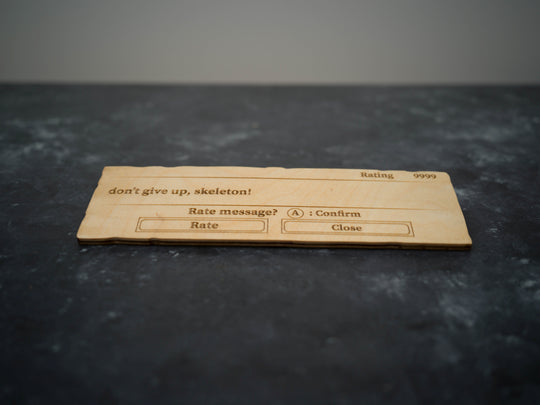 Rating 9999
don't give up, skeleton!
Rate message? A : Confirm
Rate Close